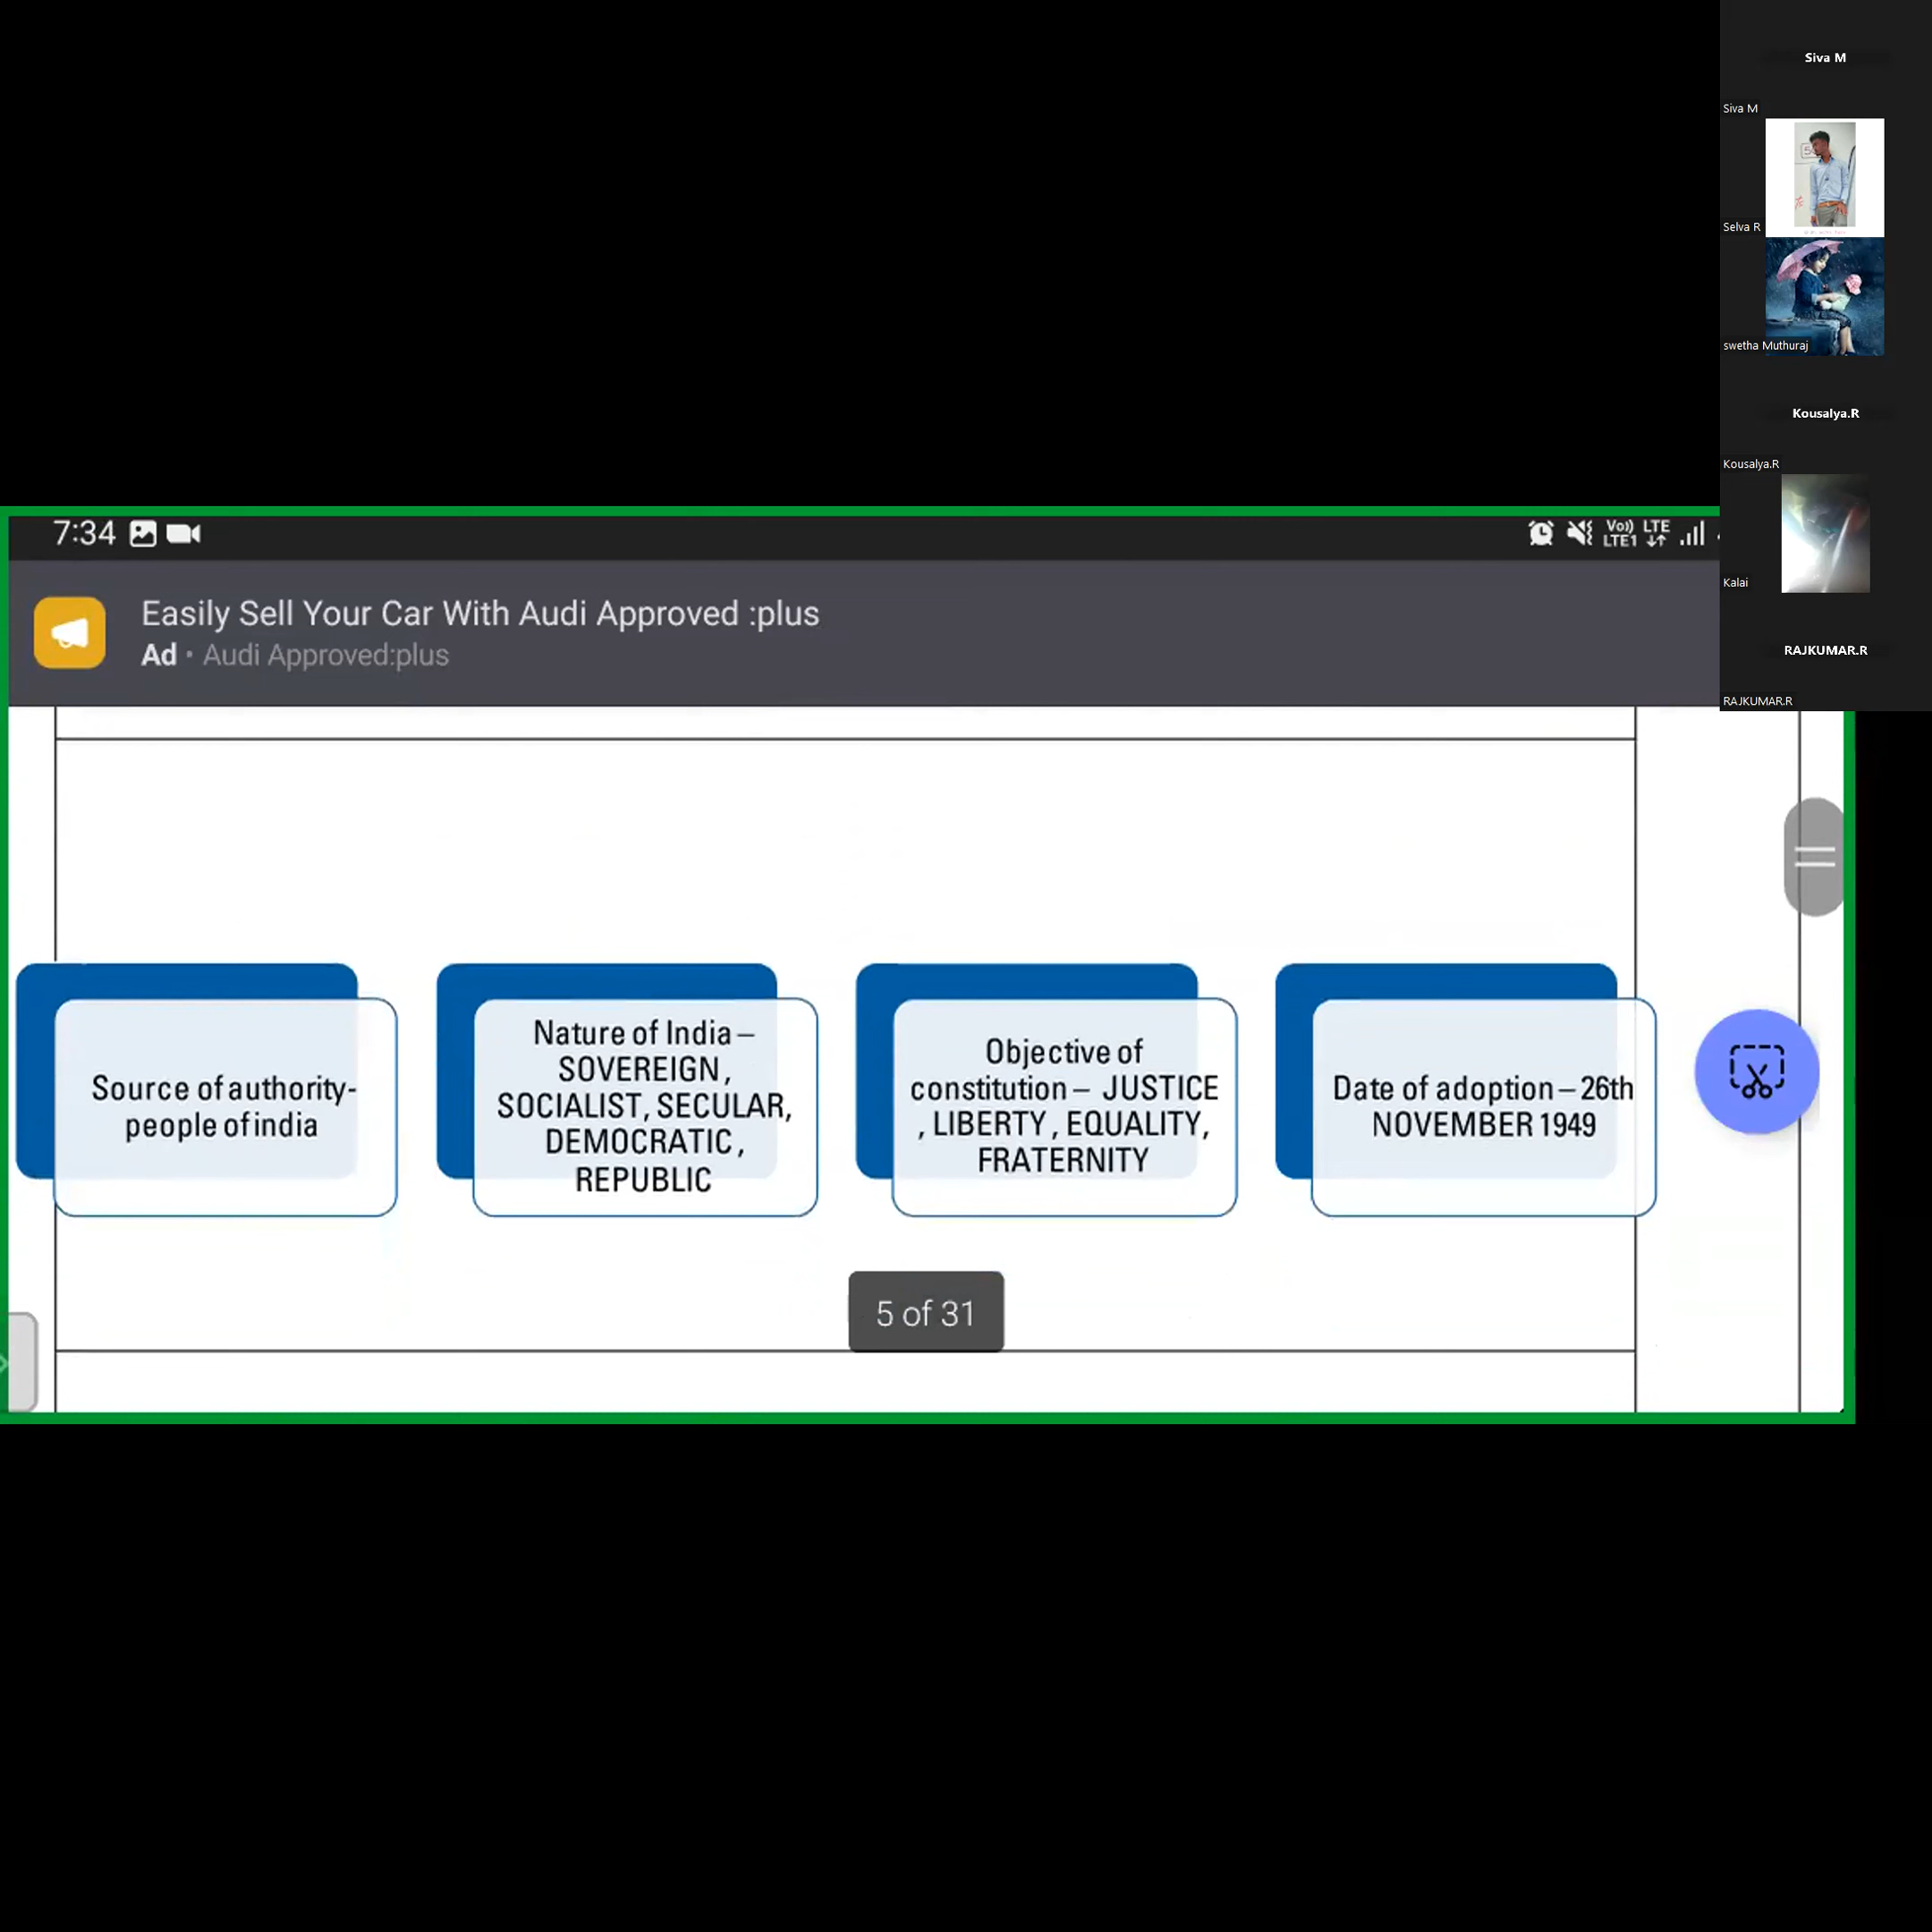 Siva M
Siva M
Selva R
swetha Muthuraj
Kousalya.R
Kousalya.R
Kalai
RAJKUMAR.R
RAJKUMAR.R
7:34
Vo)) LTE
LTE1
Easily Sell Your Car With Audi Approved :plus
Ad • Audi Approved:plus
Source of authority-
people of india
Nature of India –
SOVEREIGN,
SOCIALIST, SECULAR,
DEMOCRATIC,
REPUBLIC
Objective of
constitution – JUSTICE
, LIBERTY, EQUALITY,
FRATERNITY
Date of adoption – 26th
NOVEMBER 1949
5 of 31